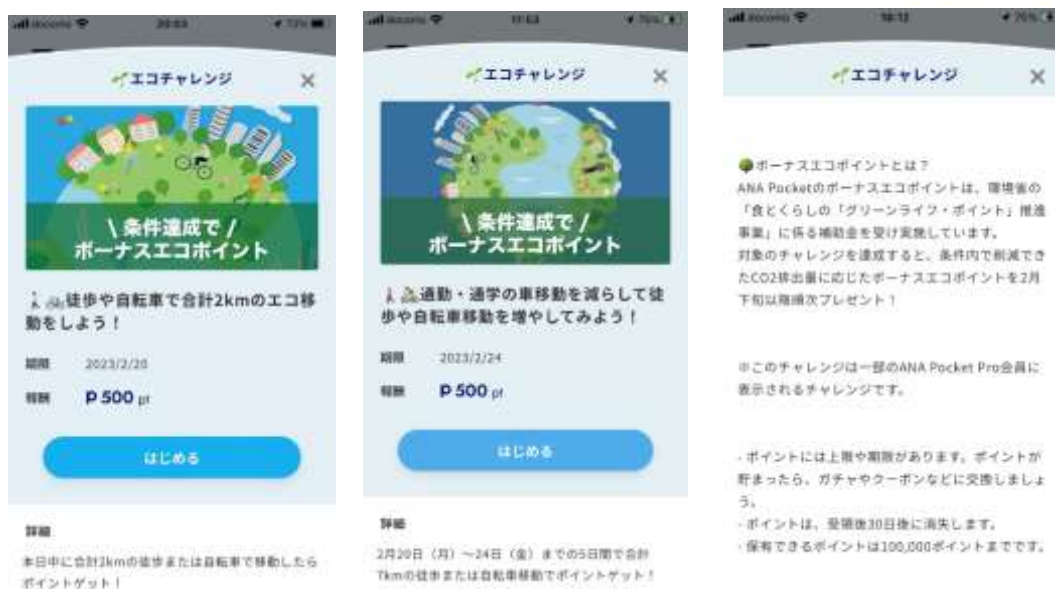 docomo 20:03
エコチャレンジ ×
\ 条件達成で /
ボーナスエコポイント
徒歩や自転車で合計2kmのエコ移
動をしよう！
期限 2023/2/20
報酬 P 500 pt
はじめる
詳細
本日中に合計2kmの徒歩または自転車で移動したら
ポイントゲット！
docomo
エコチャレンジ ×
\ 条件達成で /
ボーナスエコポイント
通勤・通学の車移動を減らして徒
歩や自転車移動を増やしてみよう！
期限 2023/2/24
報酬 P 500 pt
はじめる
詳細
2月20日（月）～24日（金）までの5日間で合計
7kmの徒歩または自転車移動でポイントゲット！
docomo 18:12
エコチャレンジ ×
ボーナスエコポイントとは？
ANA Pocketのボーナスエコポイントは、環境省の
「食とくらしの「グリーンライフ・ポイント」推進
事業」に係る補助金を受け実施しています。
対象のチャレンジを達成すると、条件内で削減でき
たCO2排出量に応じたボーナスエコポイントを2月
下旬以降順次プレゼント！
※このチャレンジは一部のANA Pocket Pro会員に
表示されるチャレンジです。
・ポイントには上限や期限があります。ポイントが
貯まったら、ガチャやクーポンなどに交換しましょ
う。
・ポイントは、受領後30日後に消失します。
・保有できるポイントは100,000ポイントまでです。